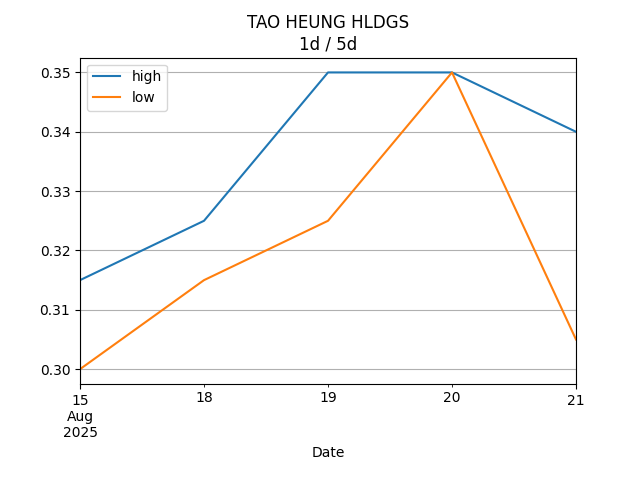 TAO HEUNG HLDGS
1d / 5d
high
low
0.35
0.34
0.33
0.32
0.31
0.30
15 18 19 20 21
Aug
2025
Date